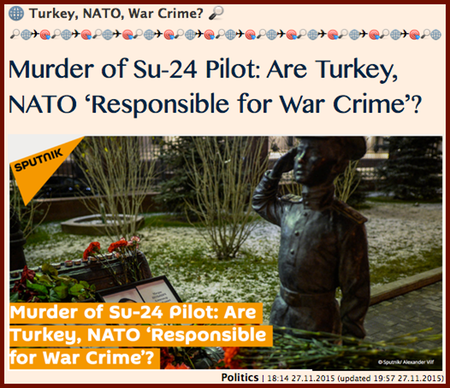 Turkey, NATO, War Crime?
Murder of Su-24 Pilot: Are Turkey,
NATO ‘Responsible for War Crime’?
SPUTNIK
Murder of Su-24 Pilot: Are
Turkey, NATO ‘Responsible
for War Crime’?
© Sputnik/ Alexander Vilf
Politics | 18:14 27.11.2015 (updated 19:57 27.11.2015)